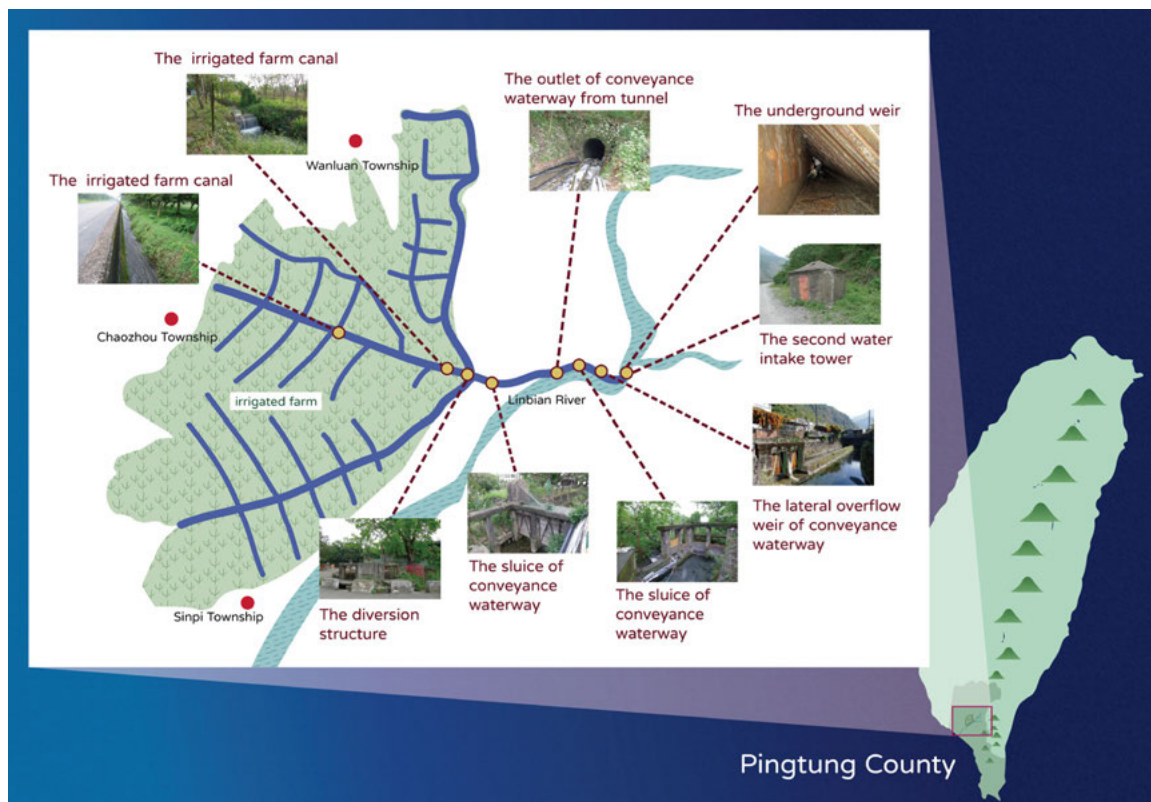 The irrigated farm canal
The outlet of conveyance
waterway from tunnel
The underground weir
Wanluan Township
The irrigated farm canal
Chaozhou Township
The second water
intake tower
irrigated farm
Linbian River
The lateral overflow
weir of conveyance
waterway
The sluice of
conveyance
waterway
The sluice of
conveyance
waterway
The diversion
structure
Sinpi Township
Pingtung County